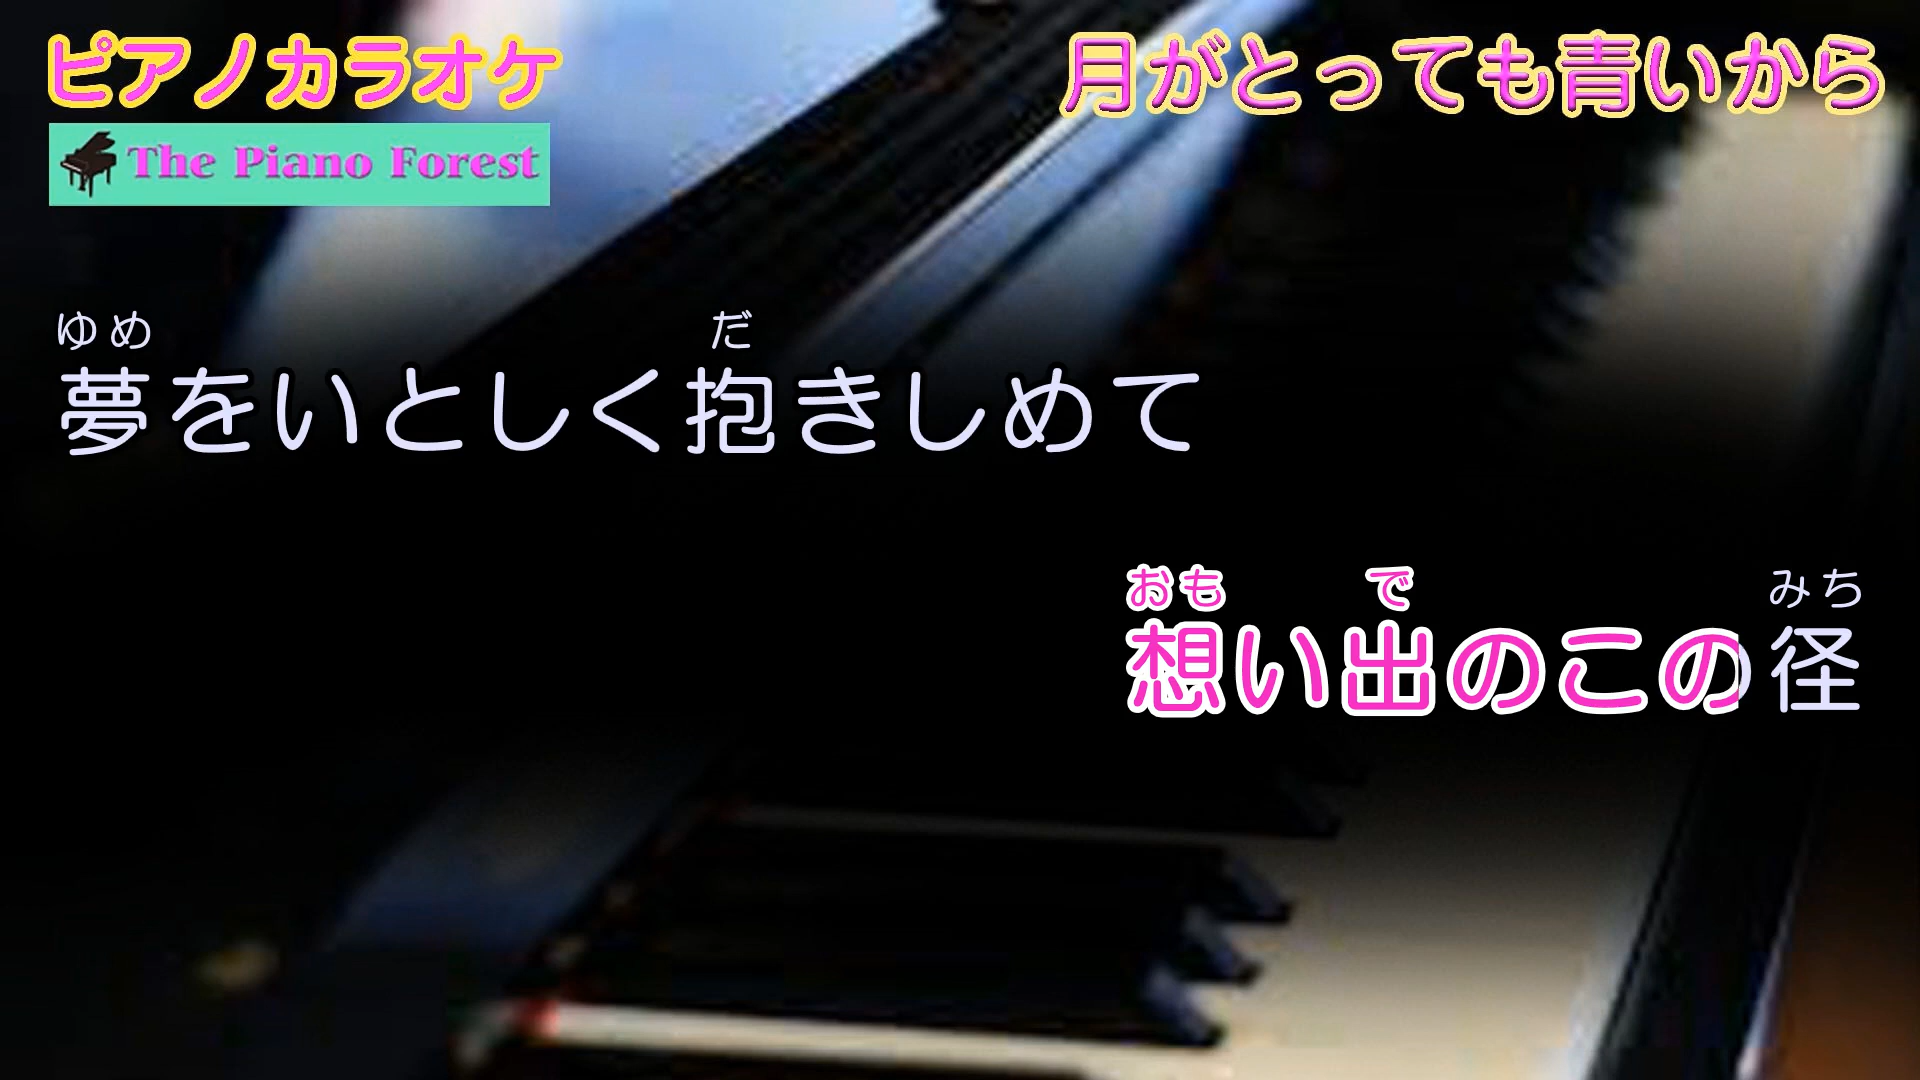 ピアノカラオケ
The Piano Forest
月がとっても青いから
ゆめ だ
夢をいとしく抱きしめて
おも で みち
想い出のこの径